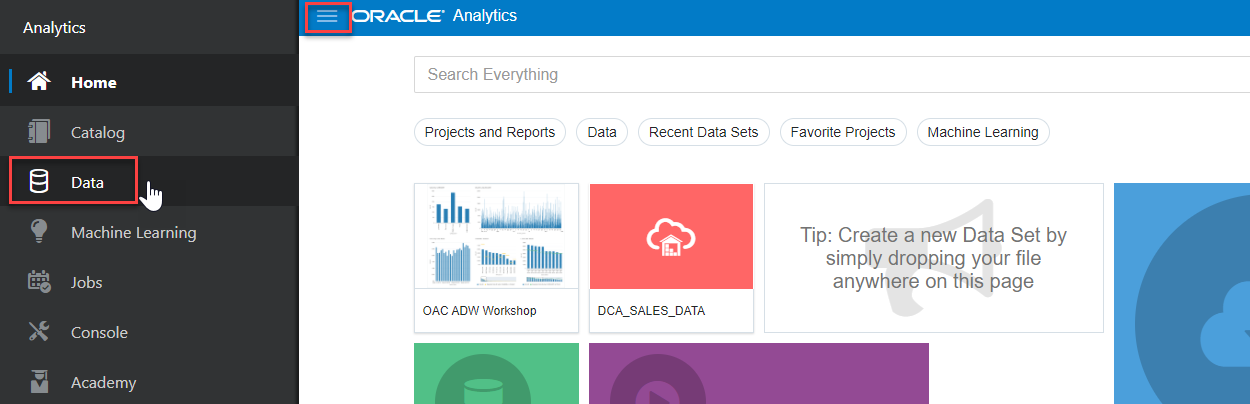 Analytics
Home
Catalog
Data
Machine Learning
Jobs
Console
Academy
ORACLE® Analytics
Search Everything
Projects and Reports
Data
Recent Data Sets
Favorite Projects
Machine Learning
OAC ADW Workshop
DCA_SALES_DATA
Tip: Create a new Data Set by
simply dropping your file
anywhere on this page